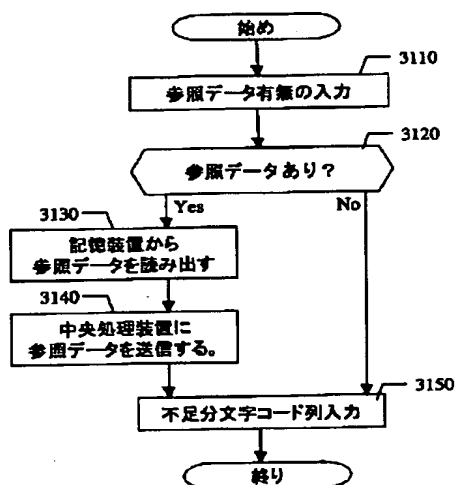 始め
3110
参照データ有無の入力
3120
参照データあり？
Yes
No
3130
記憶装置から
参照データを読み出す
3140
中央処理装置に
参照データを送信する。
3150
不足分文字コード列入力
終り